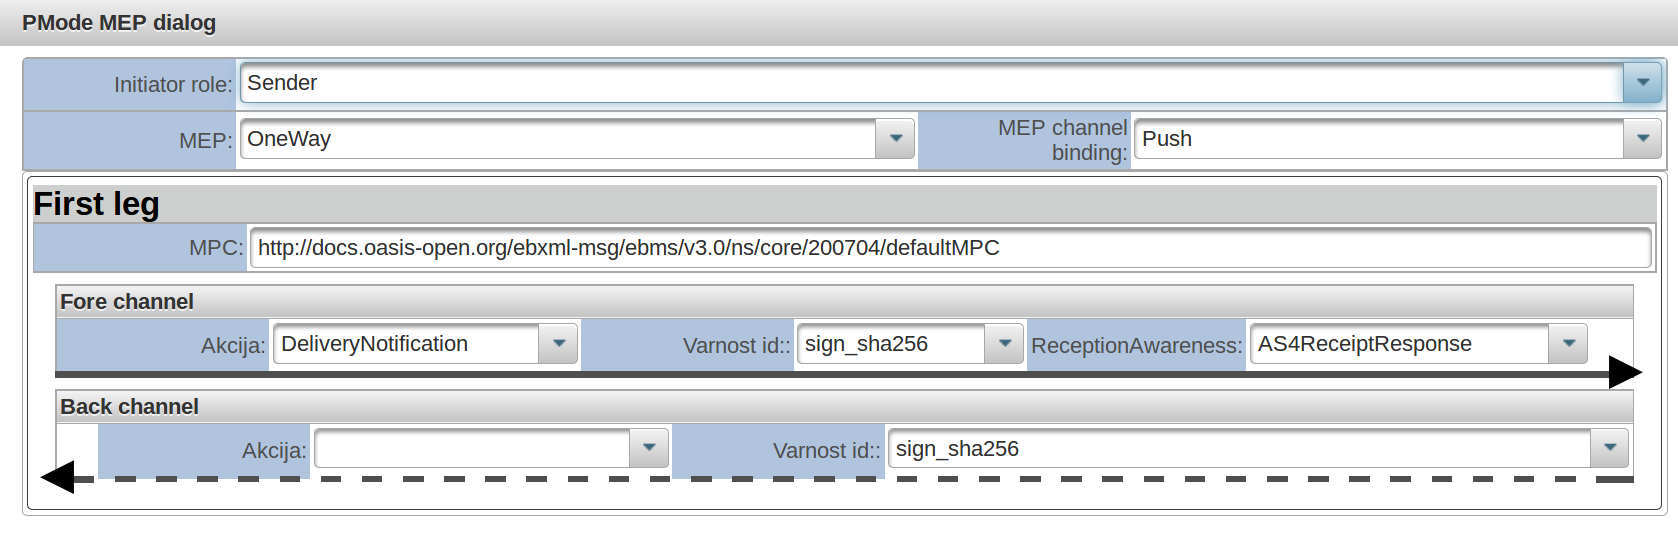 PMode MEP dialog
Initiator role: Sender
MEP: OneWay MEP channel binding: Push
First leg
MPC: http://docs.oasis-open.org/ebxml-msg/ebms/v3.0/ns/core/200704/defaultMPC
Fore channel
Akcija: DeliveryNotification Varnost id:: sign_sha256 ReceptionAwareness: AS4ReceiptResponse
Back channel
Akcija: Varnost id:: sign_sha256